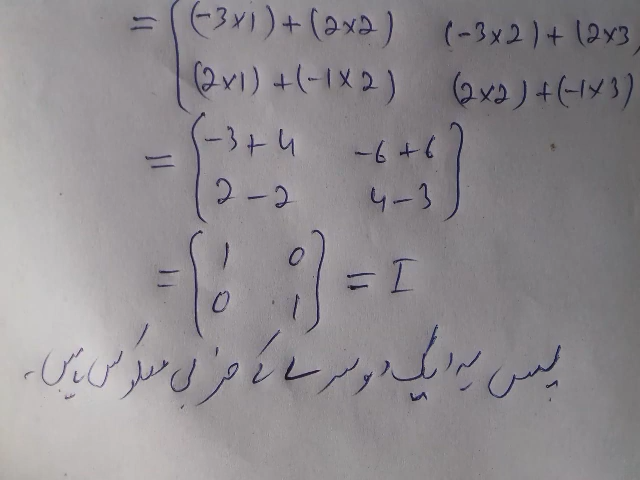 = [(-3×1)+(2×2) (-3×2)+(2×3)
(2×1)+(-1×2) (2×2)+(-1×3)
= [-3+4 -6+6]
2-2 4-3
= [1 0] = I
0 1
پس یہ ایک دوسرے کے ضربی معکوس ہیں۔